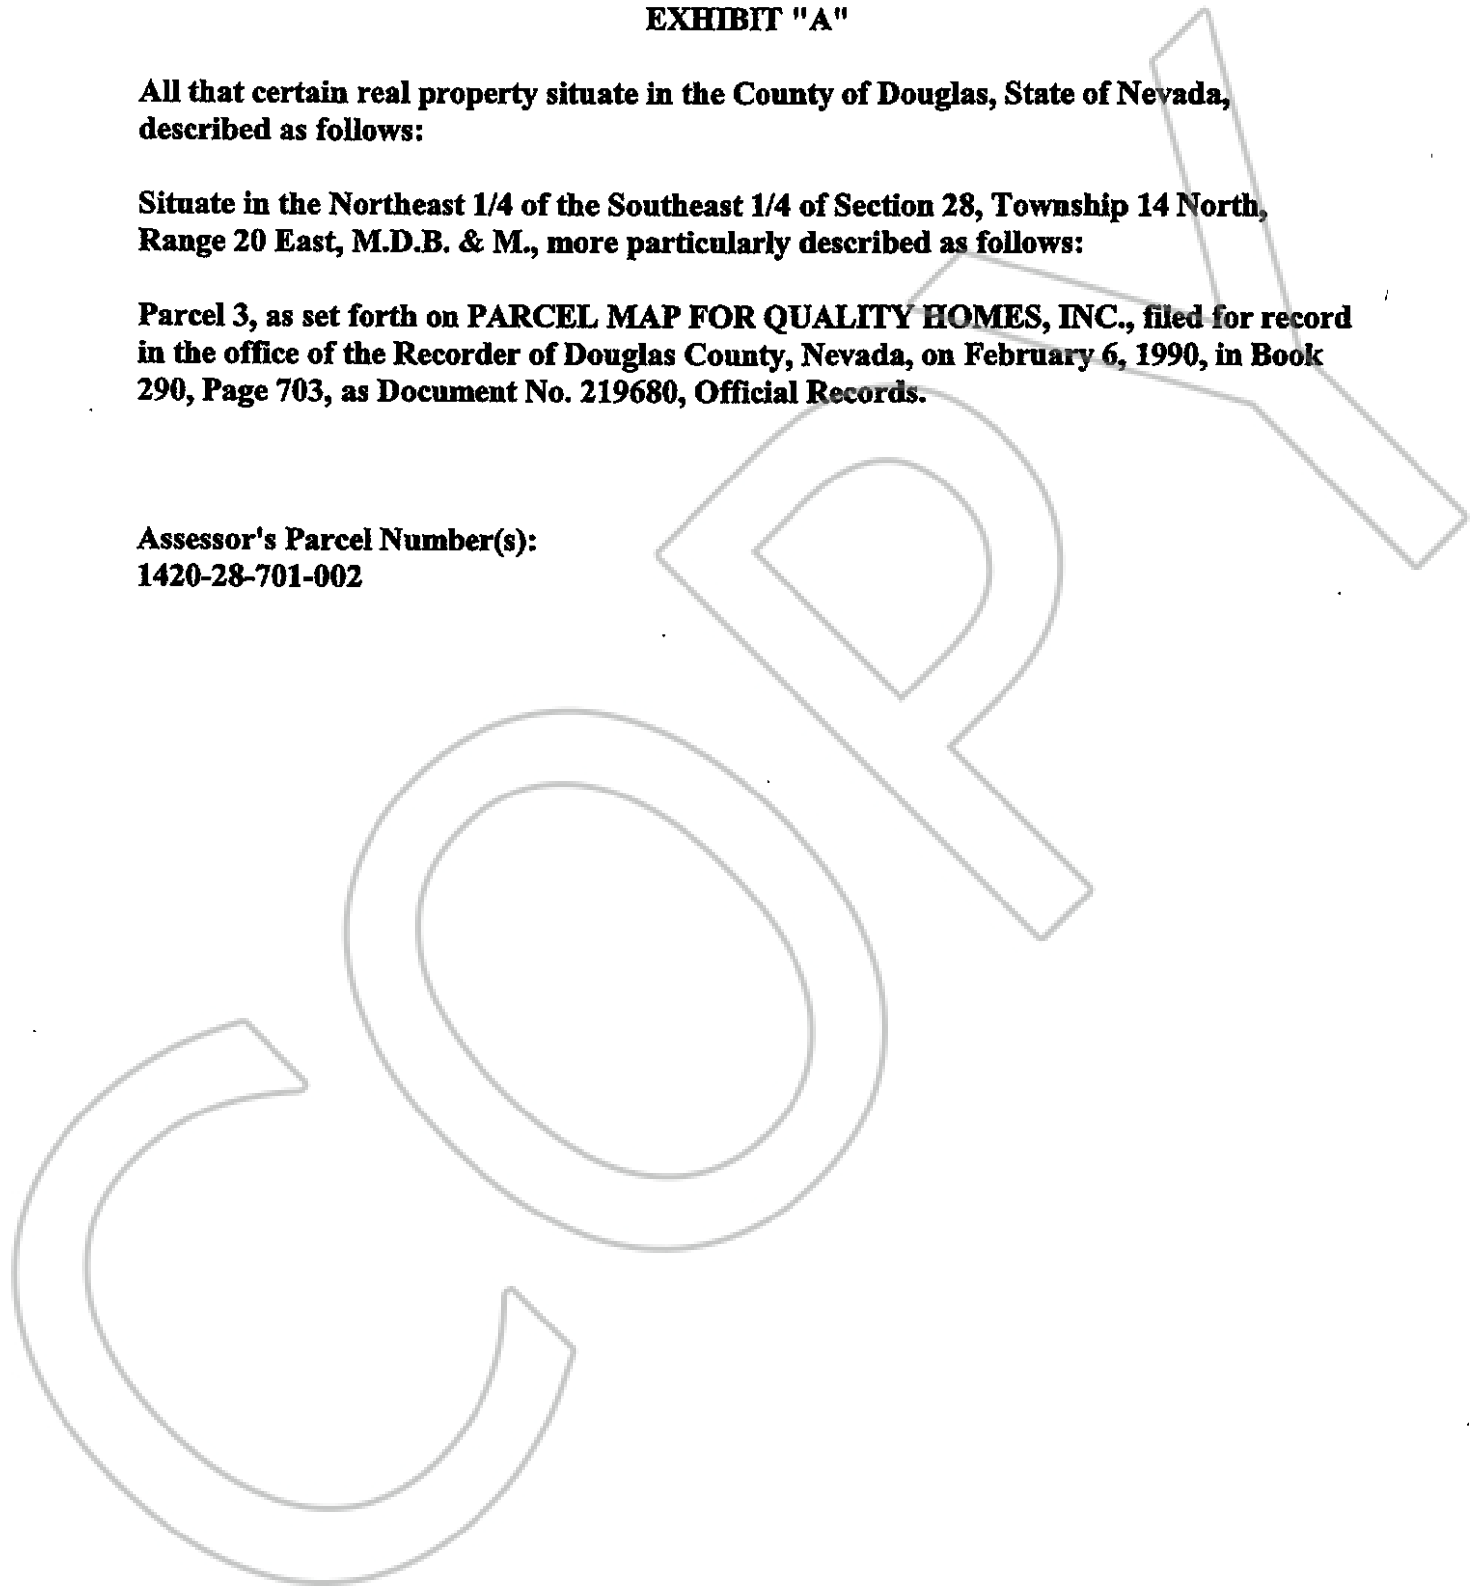 EXHIBIT "A"
All that certain real property situate in the County of Douglas, State of Nevada,
described as follows:
Situate in the Northeast 1/4 of the Southeast 1/4 of Section 28, Township 14 North,
Range 20 East, M.D.B. & M., more particularly described as follows:
Parcel 3, as set forth on PARCEL MAP FOR QUALITY HOMES, INC., filed for record
in the office of the Recorder of Douglas County, Nevada, on February 6, 1990, in Book
290, Page 703, as Document No. 219680, Official Records.
Assessor's Parcel Number(s):
1420-28-701-002
COPY